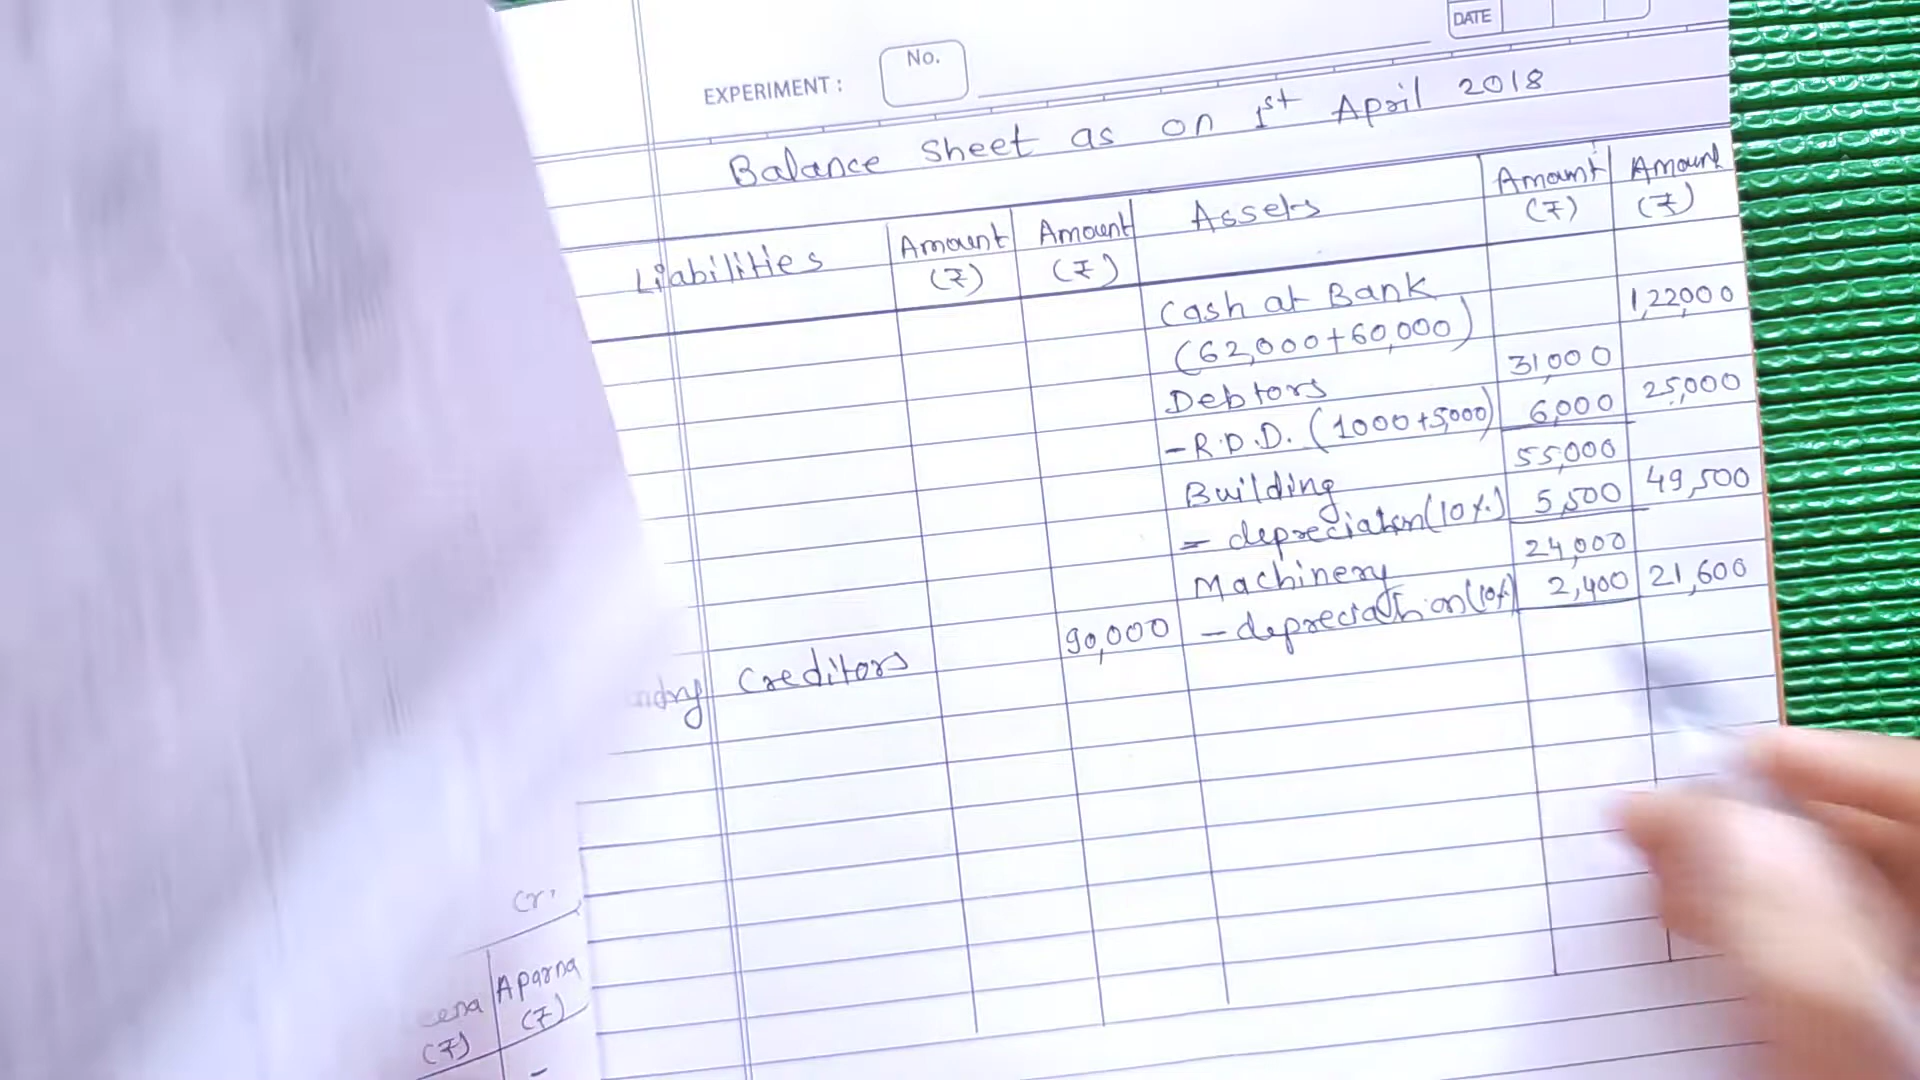 DATE
EXPERIMENT :
No.
Balance Sheet as on 1st April 2018
Liabilities Amount (₹) Amount (₹) Assets Amount (₹) Amount (₹)
Cash at Bank
(62,000+60,000) 1,22000
Debtors 31,000
- R.D.D. (1000+5,000) 6,000 25,000
Building 55,000
- depreciation (10%) 5,500 49,500
Machinery 24,000
Creditors 90,000 - depreciation (10%) 2,400 21,600
Cr.
Aparna
(₹) (₹)
-